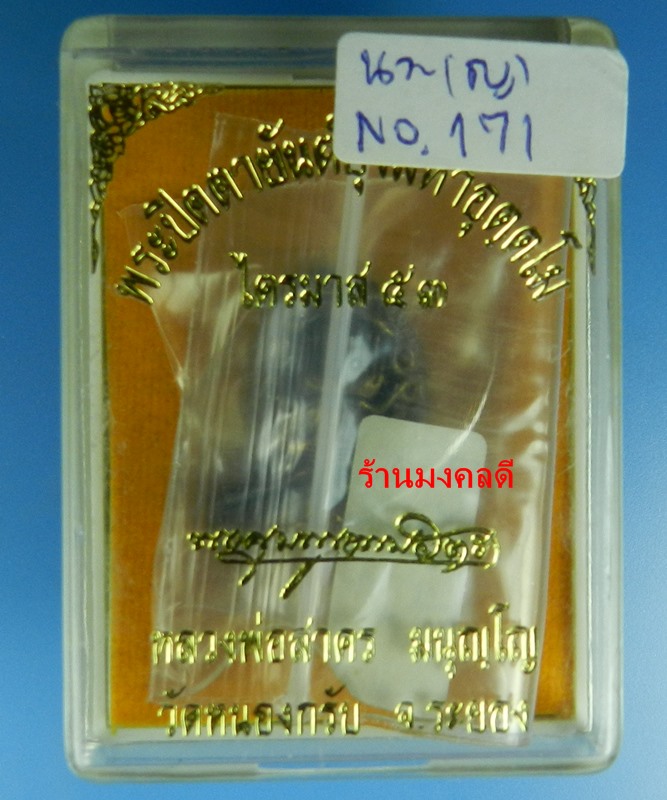 นก (ญ)
NO. 171
พระปิดตายันต์ยุ่งมหาอุตฺตโม
ไตรมาส ๕๓
ร้านมงคลดี
หลวงพ่อสาคร มนุญฺโญ
วัดหนองกรับ จ.ระยอง